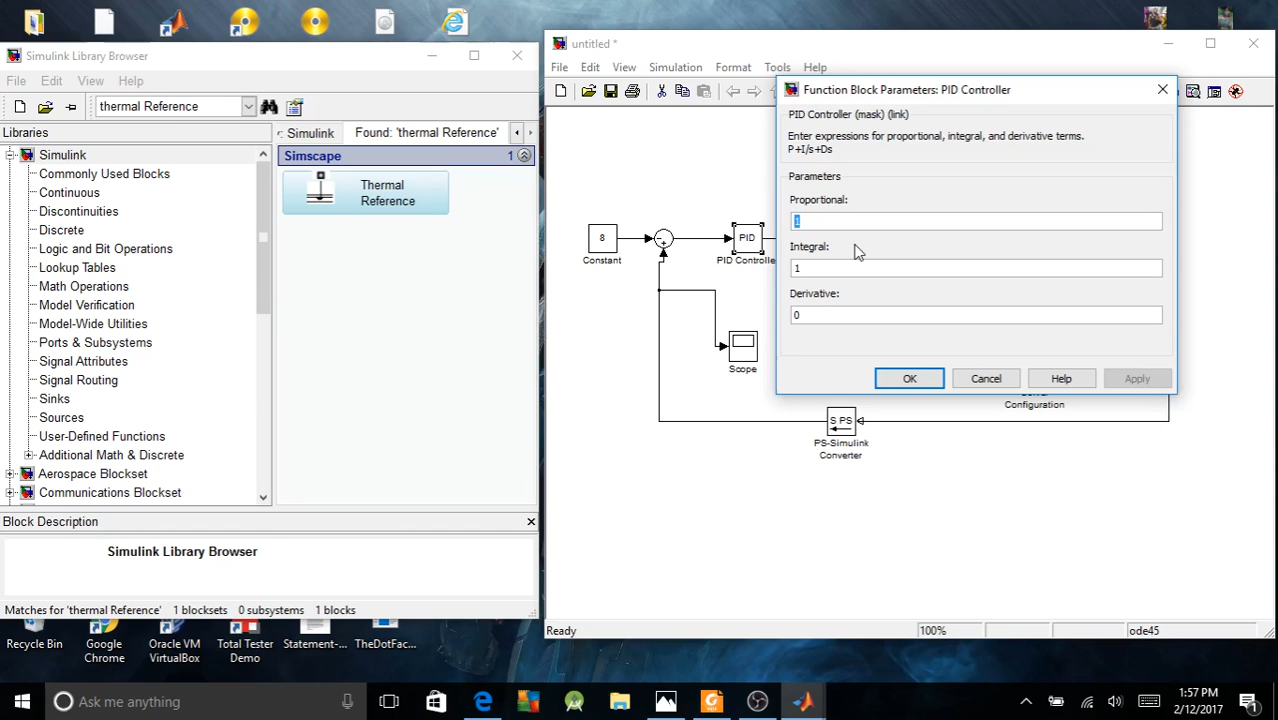 Simulink Library Browser
File Edit View Help
thermal Reference
Libraries
Simulink
Found: 'thermal Reference'
Simulink
Commonly Used Blocks
Continuous
Discontinuities
Discrete
Logic and Bit Operations
Lookup Tables
Math Operations
Model Verification
Model-Wide Utilities
Ports & Subsystems
Signal Attributes
Signal Routing
Sinks
Sources
User-Defined Functions
Additional Math & Discrete
Aerospace Blockset
Communications Blockset
Simscape 1
Thermal
Reference
Block Description
Simulink Library Browser
Matches for 'thermal Reference' 1 blocksets 0 subsystems 1 blocks
untitled *
File Edit View Simulation Format Tools Help
8
Constant
PID
PID Controlle
Scope
S PS
PS-Simulink
Converter
Configuration
Ready 100% ode45
Function Block Parameters: PID Controller
PID Controller (mask) (link)
Enter expressions for proportional, integral, and derivative terms.
P+I/s+Ds
Parameters
Proportional:
1
Integral:
1
Derivative:
0
OK Cancel Help Apply
Recycle Bin
Google
Chrome
Oracle VM
VirtualBox
Total Tester
Demo
Statement-...
TheDotFac...
Ask me anything
1:57 PM
2/12/2017
1